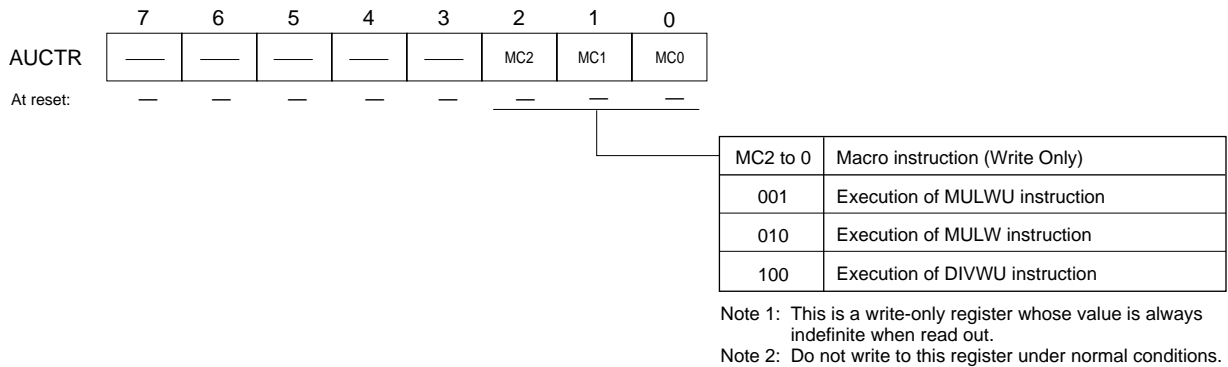 7 6 5 4 3 2 1 0
AUCTR — — — — — MC2 MC1 MC0
At reset: — — — — — — — —
MC2 to 0 Macro instruction (Write Only)
001 Execution of MULWU instruction
010 Execution of MULW instruction
100 Execution of DIVWU instruction
Note 1: This is a write-only register whose value is always
indefinite when read out.
Note 2: Do not write to this register under normal conditions.